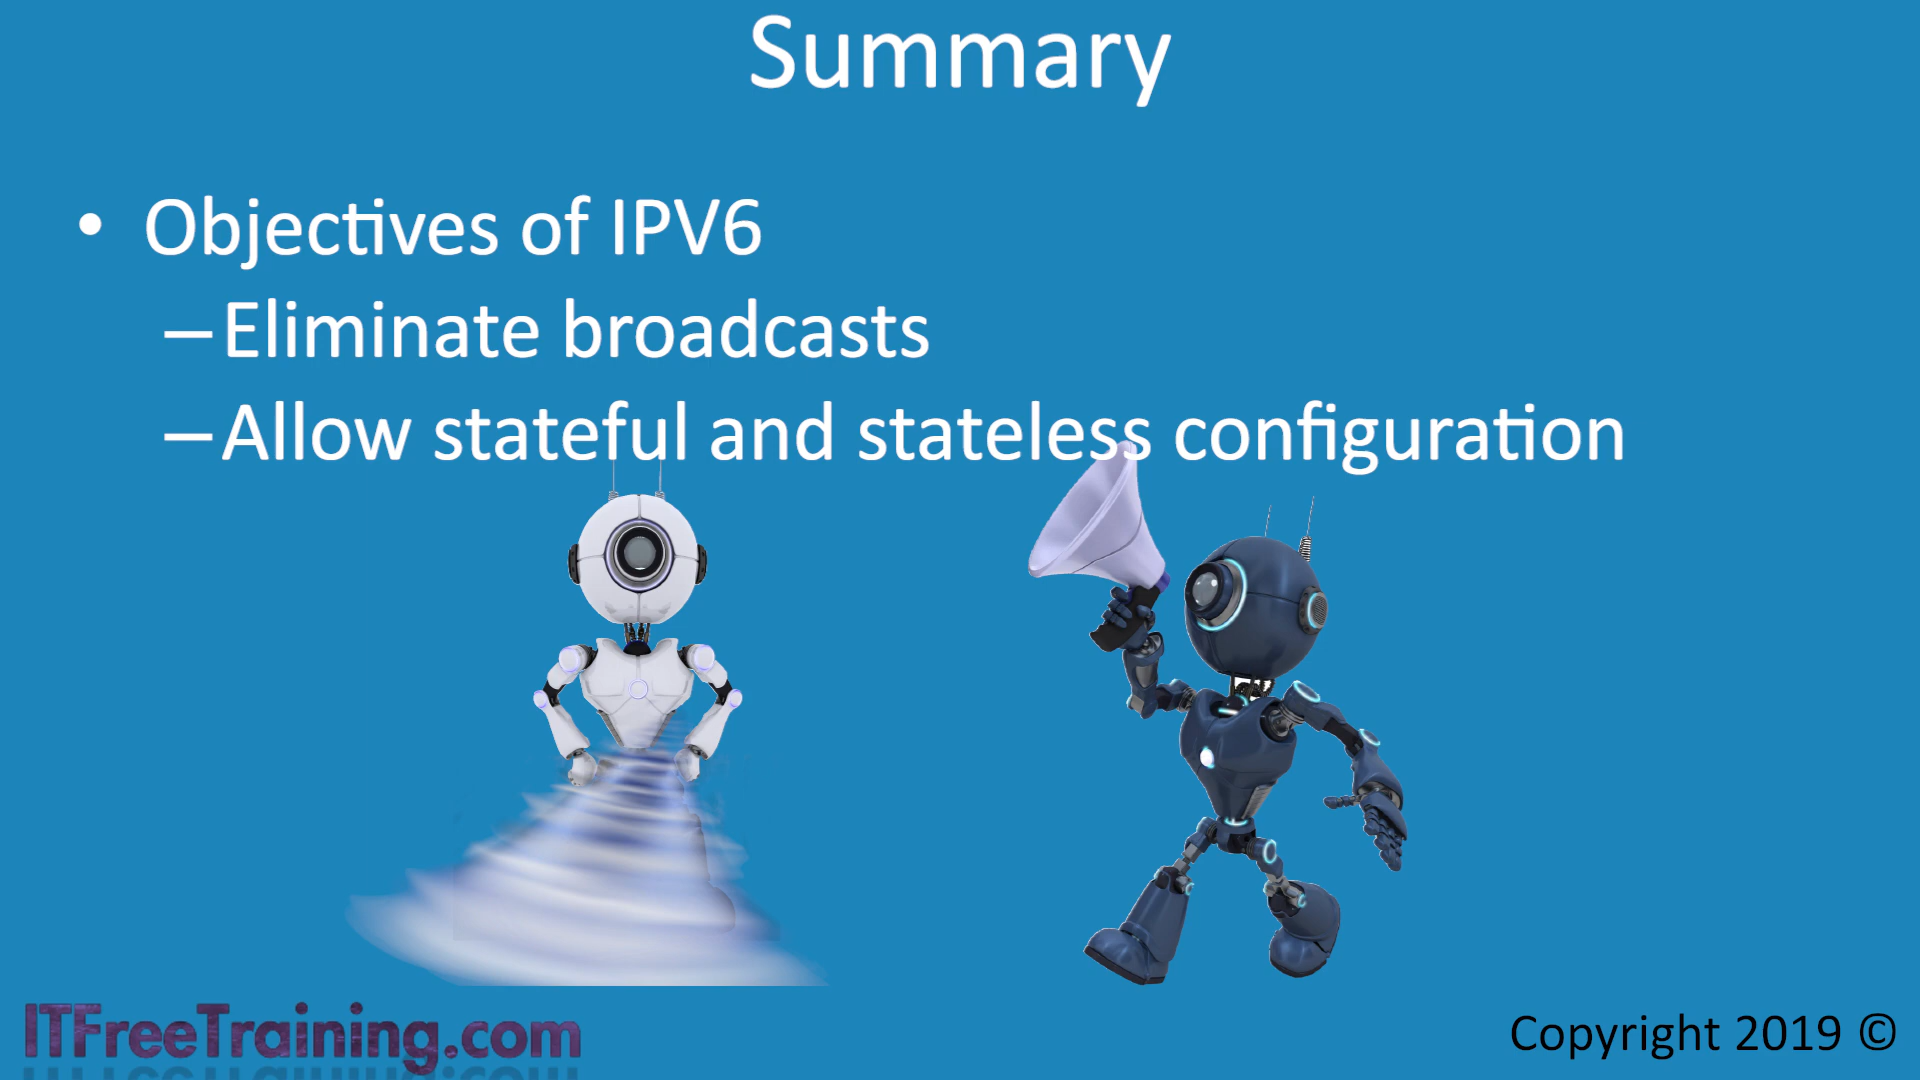 Summary
• Objectives of IPV6
–Eliminate broadcasts
–Allow stateful and stateless configuration
ITFreeTraining.com
Copyright 2019 ©